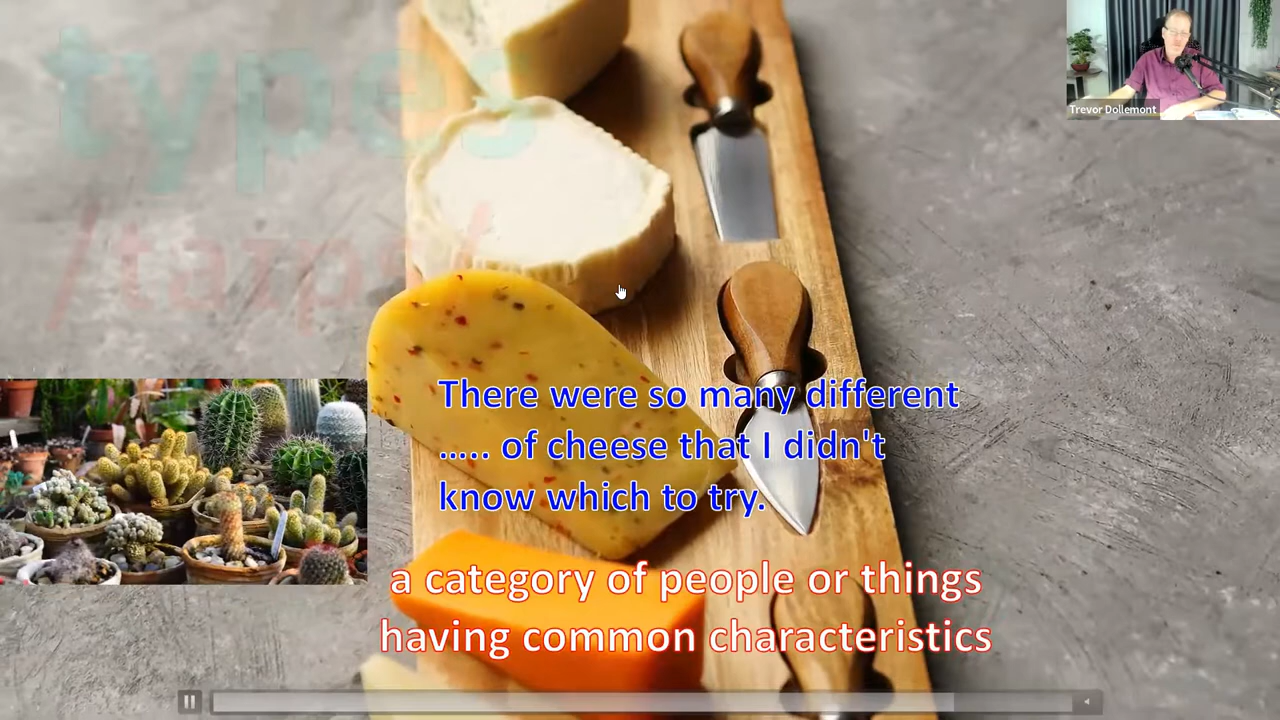 types
/taɪps/
Trevor Dollemont
There were so many different
..... of cheese that I didn't
know which to try.
a category of people or things
having common characteristics